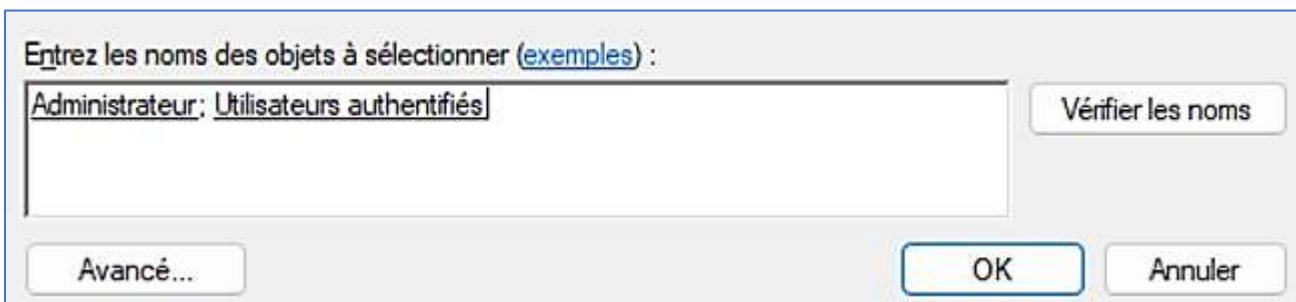 Entrez les noms des objets à sélectionner (exemples) :
Administrateur; Utilisateurs authentifiés
Vérifier les noms
Avancé...
OK
Annuler